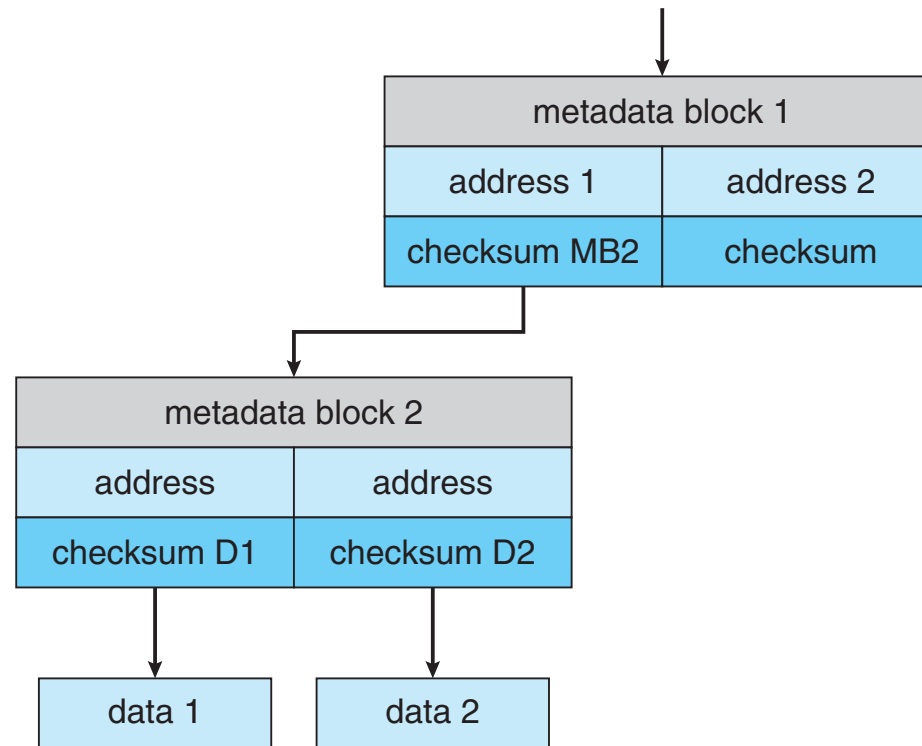 metadata block 1
address 1
address 2
checksum MB2
checksum
metadata block 2
address
address
checksum D1
checksum D2
data 1
data 2